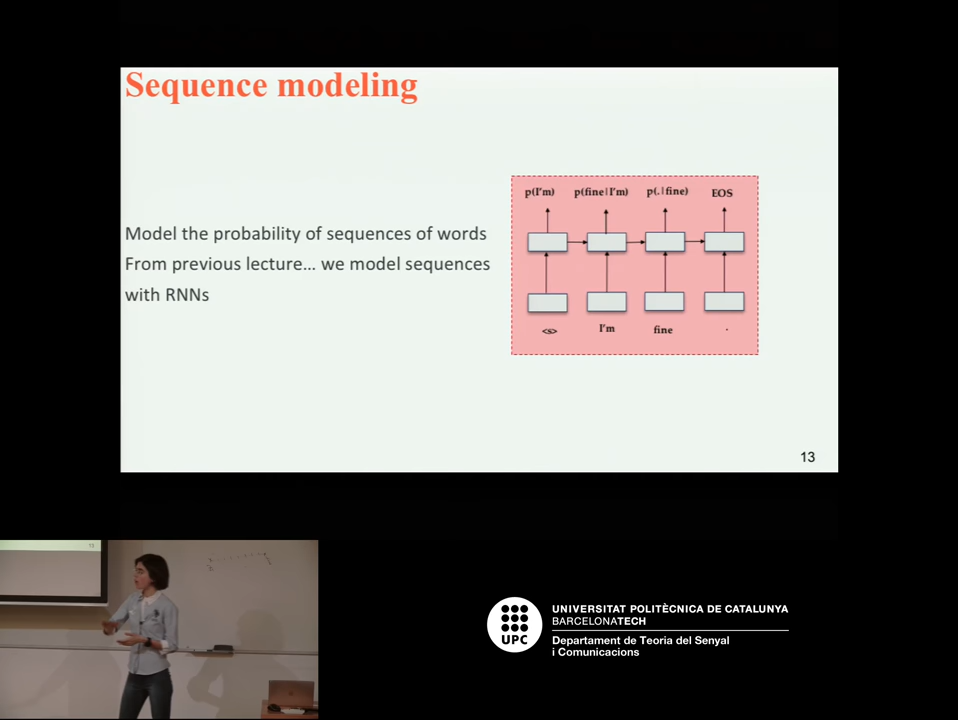 Sequence modeling
Model the probability of sequences of words
From previous lecture... we model sequences
with RNNs
p(I'm) p(fine|I'm) p(.|fine) EOS
<s> I'm fine .
13
UPC
UNIVERSITAT POLITÈCNICA DE CATALUNYA
BARCELONATECH
Departament de Teoria del Senyal
i Comunicacions